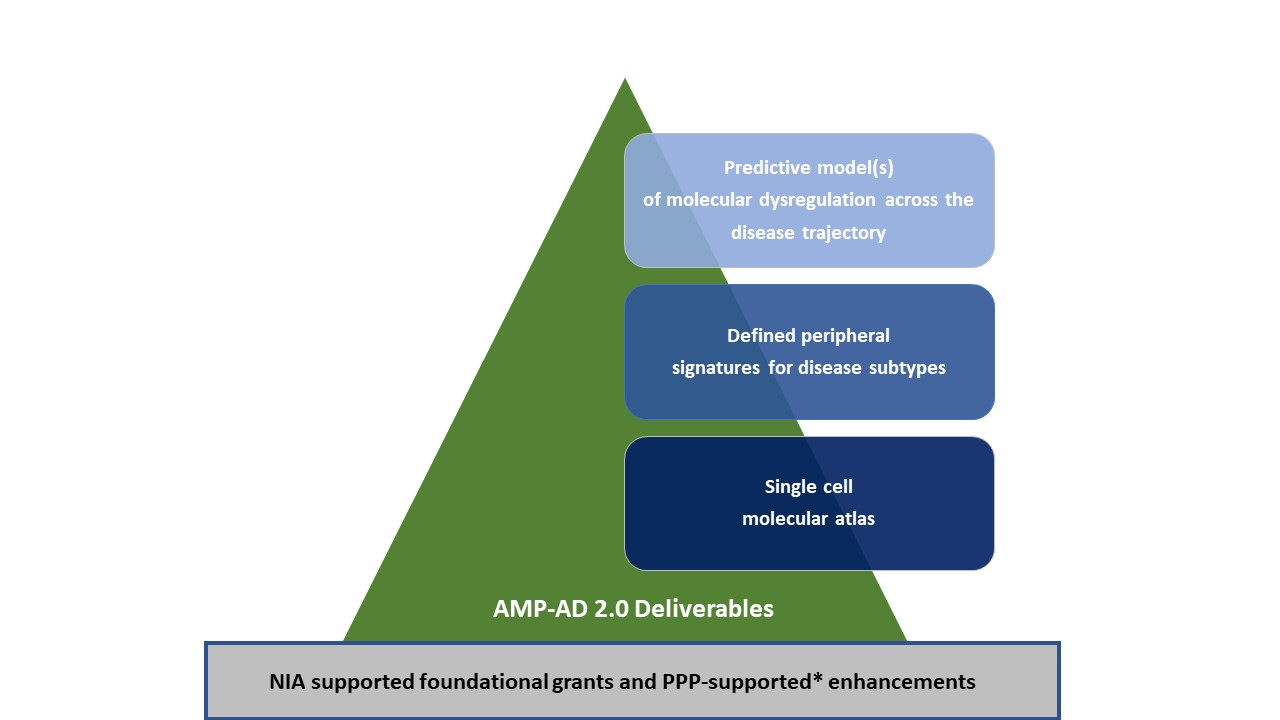 Predictive model(s)
of molecular dysregulation across the
disease trajectory
Defined peripheral
signatures for disease subtypes
Single cell
molecular atlas
AMP-AD 2.0 Deliverables
NIA supported foundational grants and PPP-supported* enhancements